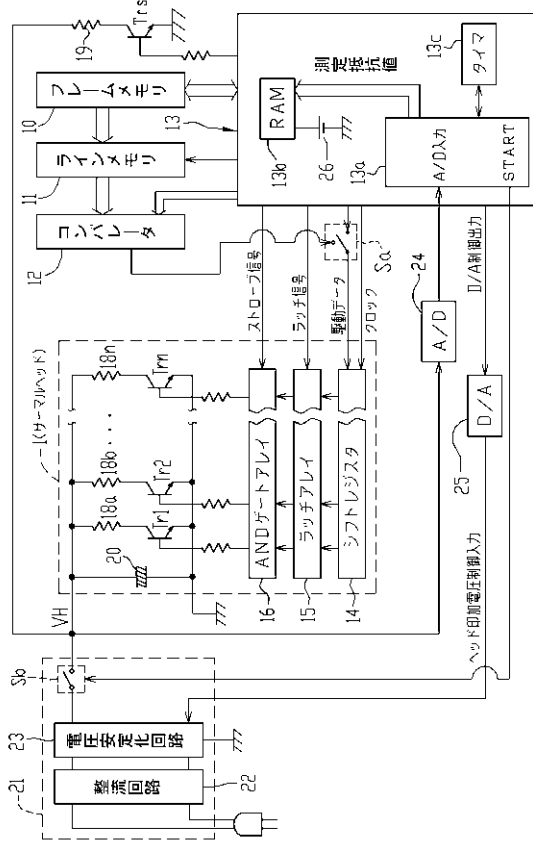 21
整流回路
22
電圧安定化回路
23
Sb
VH
1(サーマルヘッド)
20
18a
18b
...
18n
Tr1
Tr2
Trn
ANDゲートアレイ
16
ラッチアレイ
15
シフトレジスタ
14
フレームメモリ
10
ラインメモリ
11
コンパレータ
12
13
19
Trs
ストローブ信号
ラッチ信号
駆動データ
クロック
Sa
測定抵抗値
RAM
13b
26
13a
A/D入力
START
13c
タイマ
A/D
24
D/A
25
D/A制御出力
ヘッド印加電圧制御入力